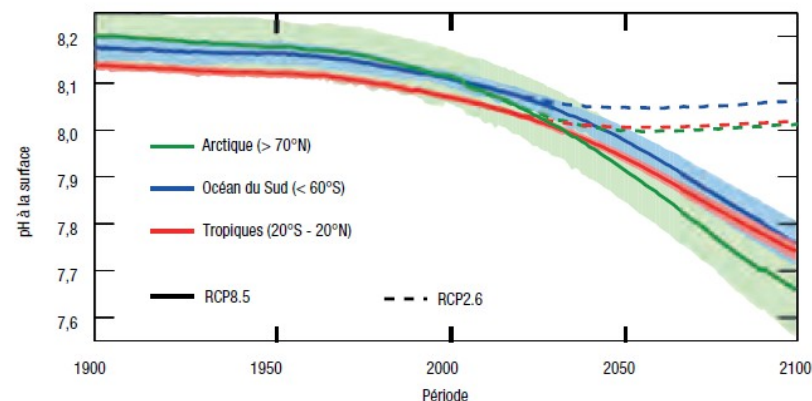 8,2
8,1
8,0
7,9
7,8
7,7
7,6
pH à la surface
Arctique (> 70°N)
Océan du Sud (< 60°S)
Tropiques (20°S - 20°N)
RCP8.5
RCP2.6
1900
1950
2000
2050
2100
Période